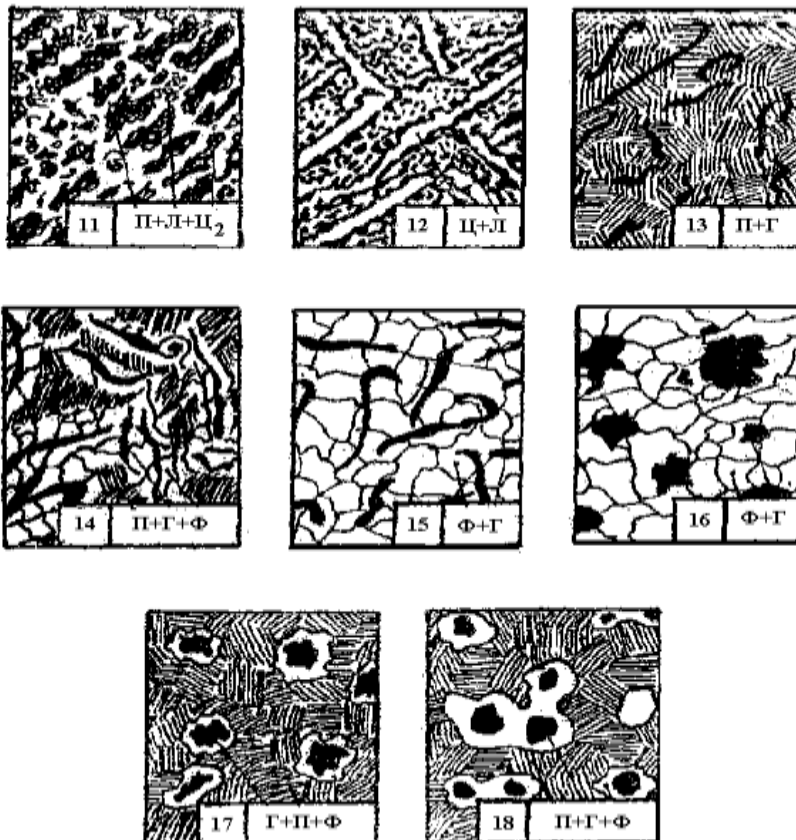 11 П+Л+Ц2
12 Ц+Л
13 П+Г
14 П+Г+Ф
15 Ф+Г
16 Ф+Г
17 Г+П+Ф
18 П+Г+Ф